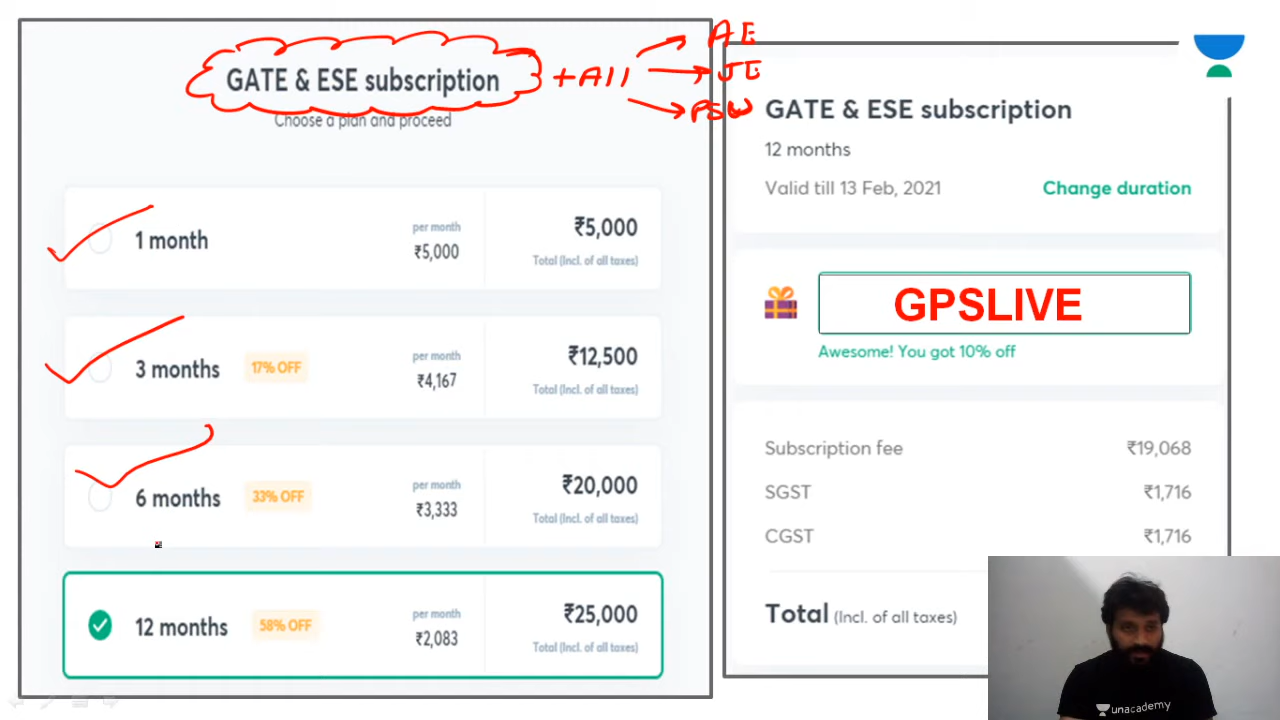 GATE & ESE subscription
+ All
AE
JE
PSU
Choose a plan and proceed
1 month
per month
₹5,000
₹5,000
Total (Incl. of all taxes)
3 months
17% OFF
per month
₹4,167
₹12,500
Total (Incl. of all taxes)
6 months
33% OFF
per month
₹3,333
₹20,000
Total (Incl. of all taxes)
12 months
58% OFF
per month
₹2,083
₹25,000
Total (Incl. of all taxes)
GATE & ESE subscription
12 months
Valid till 13 Feb, 2021
Change duration
GPSLIVE
Awesome! You got 10% off
Subscription fee
₹19,068
SGST
₹1,716
CGST
₹1,716
Total (Incl. of all taxes)
unacademy